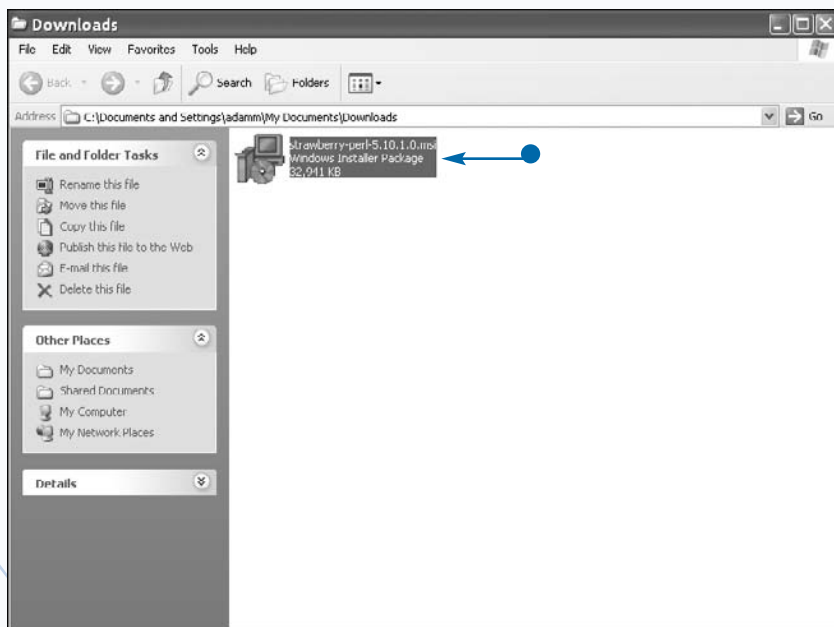 Downloads
File Edit View Favorites Tools Help
Back Search Folders
Address C:\Documents and Settings\adamm\My Documents\Downloads Go
File and Folder Tasks
Rename this file
Move this file
Copy this file
Publish this file to the Web
E-mail this file
Delete this file
Other Places
My Documents
Shared Documents
My Computer
My Network Places
Details
strawberry-perl-5.10.1.0.msi
Windows Installer Package
32,941 KB